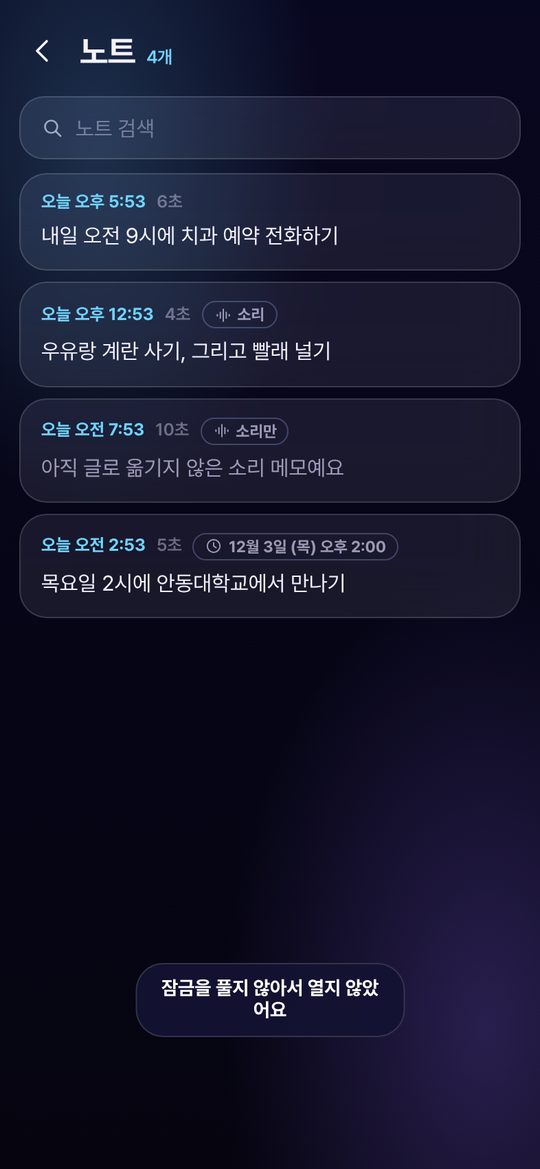 노트 4개
노트 검색
오늘 오후 5:53 6초
내일 오전 9시에 치과 예약 전화하기
오늘 오후 12:53 4초 소리
우유랑 계란 사기, 그리고 빨래 널기
오늘 오전 7:53 10초 소리만
아직 글로 옮기지 않은 소리 메모예요
오늘 오전 2:53 5초 12월 3일 (목) 오후 2:00
목요일 2시에 안동대학교에서 만나기
잠금을 풀지 않아서 열지 않았
어요